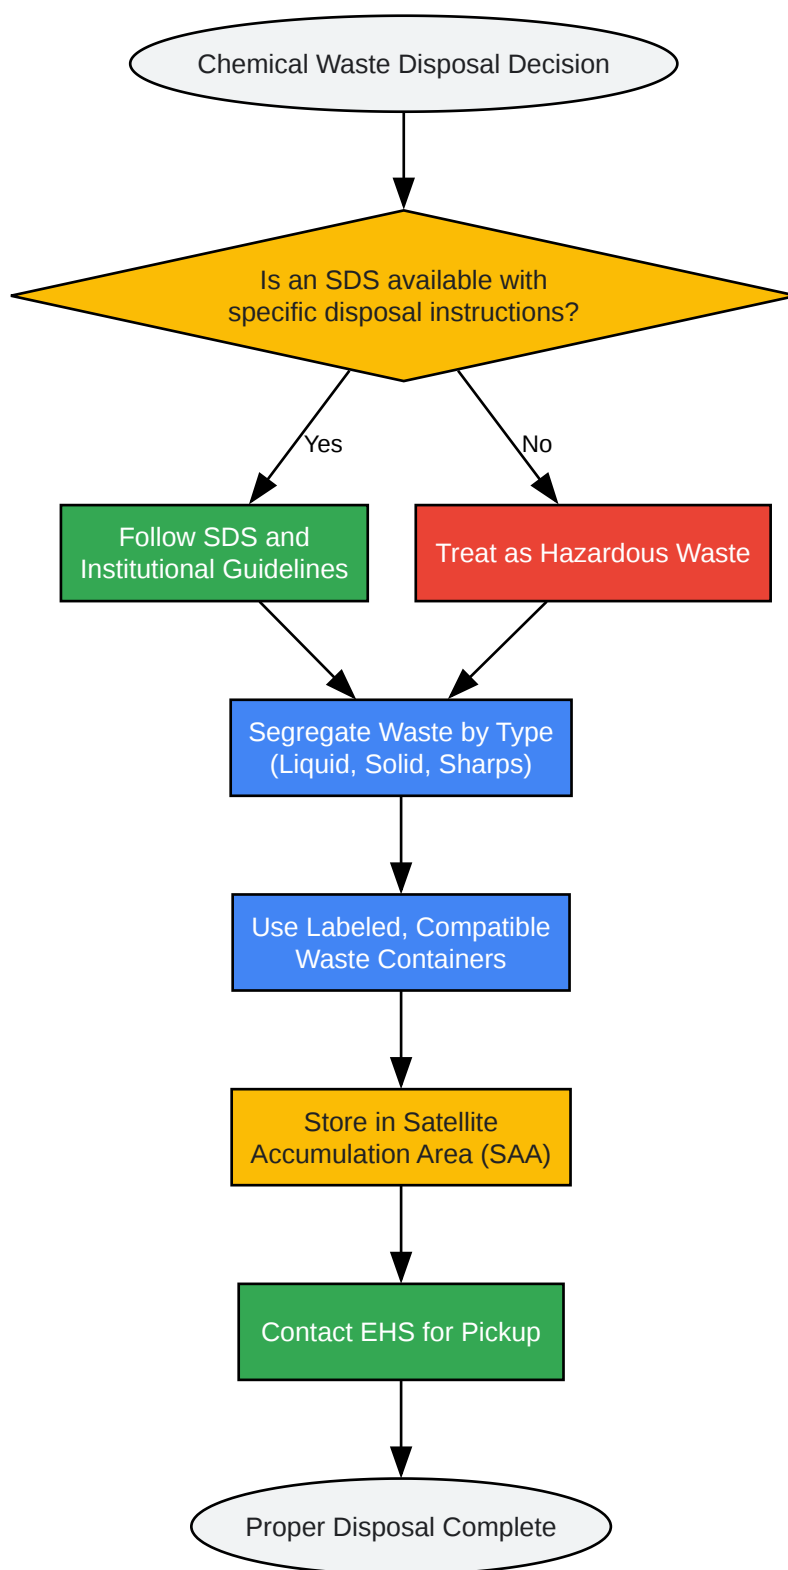 Chemical Waste Disposal Decision
Is an SDS available with
specific disposal instructions?
Yes
No
Follow SDS and
Institutional Guidelines
Treat as Hazardous Waste
Segregate Waste by Type
(Liquid, Solid, Sharps)
Use Labeled, Compatible
Waste Containers
Store in Satellite
Accumulation Area (SAA)
Contact EHS for Pickup
Proper Disposal Complete